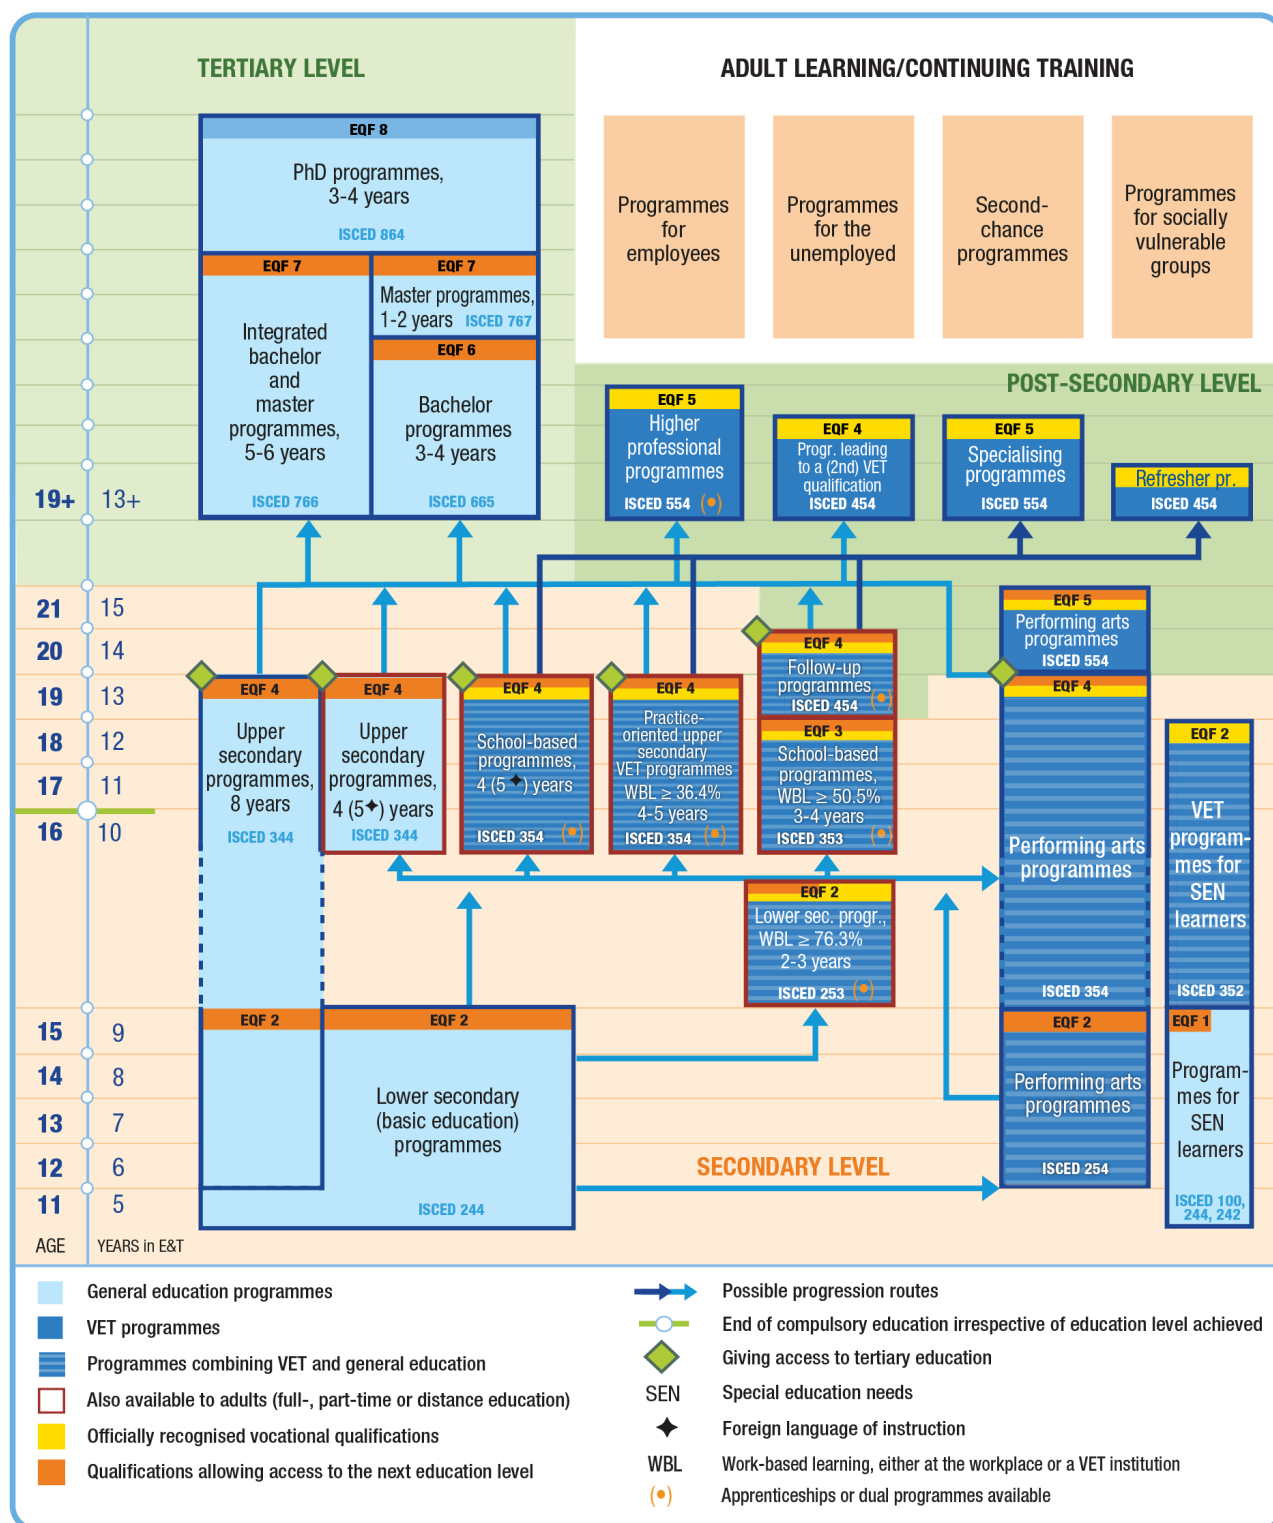 TERTIARY LEVEL
ADULT LEARNING/CONTINUING TRAINING
EQF 8
PhD programmes,
3-4 years
ISCED 864
EQF 7
Integrated
bachelor
and
master
programmes,
5-6 years
ISCED 766
EQF 7
Master programmes,
1-2 years ISCED 767
EQF 6
Bachelor
programmes
3-4 years
ISCED 665
Programmes
for
employees
Programmes
for the
unemployed
Second-
chance
programmes
Programmes
for socially
vulnerable
groups
POST-SECONDARY LEVEL
EQF 5
Higher
professional
programmes
ISCED 554
EQF 4
Progr. leading
to a (2nd) VET
qualification
ISCED 454
EQF 5
Specialising
programmes
ISCED 554
Refresher pr.
ISCED 454
19+ 13+
21 15
20 14
19 13
18 12
17 11
16 10
15 9
14 8
13 7
12 6
11 5
AGE YEARS in E&T
EQF 4
Upper
secondary
programmes,
8 years
ISCED 344
EQF 4
Upper
secondary
programmes,
4 (5✦) years
ISCED 344
EQF 4
School-based
programmes,
4 (5✦) years
ISCED 354
EQF 4
Practice-
oriented upper
secondary
VET programmes
WBL ≥ 36.4%
4-5 years
ISCED 354
EQF 4
Follow-up
programmes
ISCED 454
EQF 3
School-based
programmes,
WBL ≥ 50.5%
3-4 years
ISCED 353
EQF 2
Lower sec. progr.,
WBL ≥ 76.3%
2-3 years
ISCED 253
EQF 5
Performing arts
programmes
ISCED 554
EQF 4
Performing arts
programmes
ISCED 354
EQF 2
Performing arts
programmes
ISCED 254
EQF 2
VET
program-
mes for
SEN
learners
ISCED 352
EQF 1
Program-
mes for
SEN
learners
ISCED 100,
244, 242
EQF 2
EQF 2
Lower secondary
(basic education)
programmes
ISCED 244
SECONDARY LEVEL
General education programmes
VET programmes
Programmes combining VET and general education
Also available to adults (full-, part-time or distance education)
Officially recognised vocational qualifications
Qualifications allowing access to the next education level
Possible progression routes
End of compulsory education irrespective of education level achieved
Giving access to tertiary education
SEN Special education needs
✦ Foreign language of instruction
WBL Work-based learning, either at the workplace or a VET institution
(•) Apprenticeships or dual programmes available